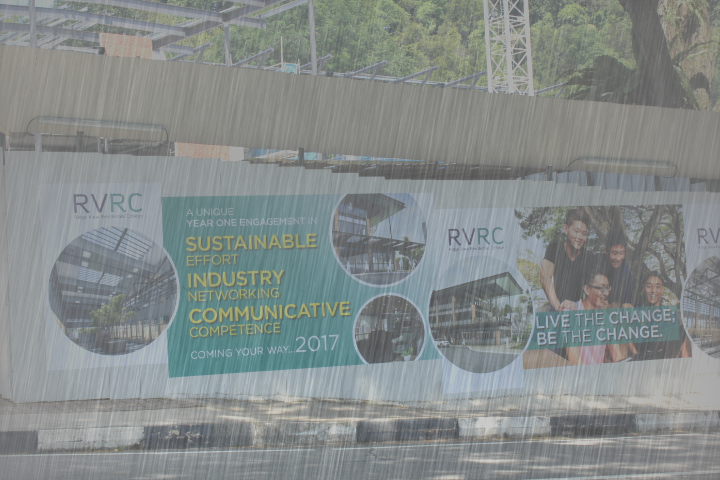 RVRC
A UNIQUE
YEAR ONE ENGAGEMENT IN
SUSTAINABLE
EFFORT
INDUSTRY
NETWORKING
COMMUNICATIVE
COMPETENCE
COMING YOUR WAY...2017
RVRC
LIVE THE CHANGE;
BE THE CHANGE.
RV